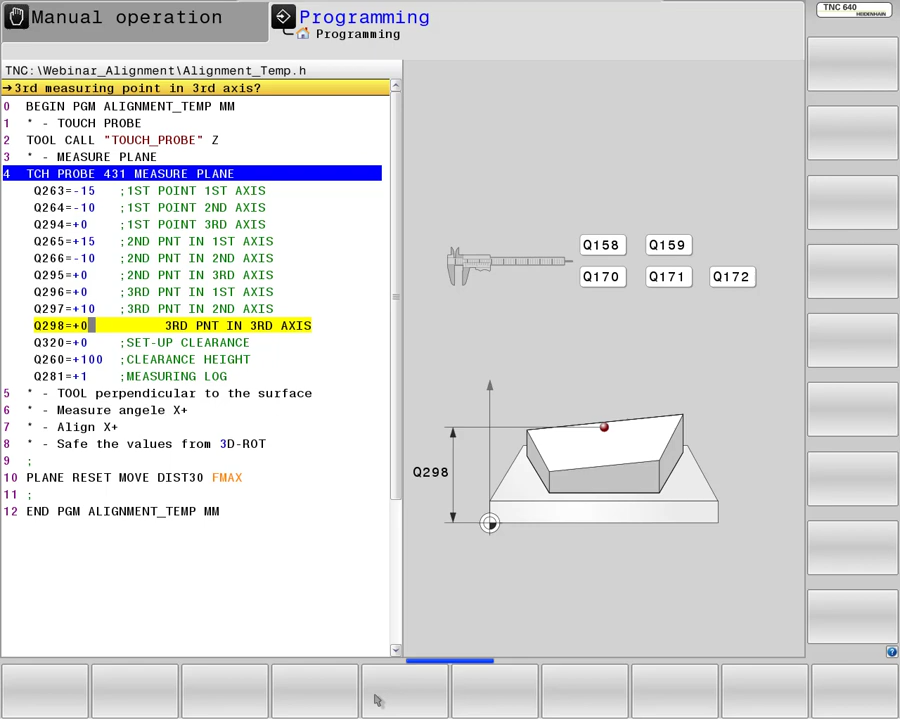 Manual operation
Programming
Programming
TNC 640
HEIDENHAIN
TNC:\Webinar_Alignment\Alignment_Temp.h
→3rd measuring point in 3rd axis?
0 BEGIN PGM ALIGNMENT_TEMP MM
1 * - TOUCH PROBE
2 TOOL CALL "TOUCH_PROBE" Z
3 * - MEASURE PLANE
4 TCH PROBE 431 MEASURE PLANE
Q263=-15 ;1ST POINT 1ST AXIS
Q264=-10 ;1ST POINT 2ND AXIS
Q294=+0 ;1ST POINT 3RD AXIS
Q265=+15 ;2ND PNT IN 1ST AXIS
Q266=-10 ;2ND PNT IN 2ND AXIS
Q295=+0 ;2ND PNT IN 3RD AXIS
Q296=+0 ;3RD PNT IN 1ST AXIS
Q297=+10 ;3RD PNT IN 2ND AXIS
Q298=+0 3RD PNT IN 3RD AXIS
Q320=+0 ;SET-UP CLEARANCE
Q260=+100 ;CLEARANCE HEIGHT
Q281=+1 ;MEASURING LOG
5 * - TOOL perpendicular to the surface
6 * - Measure angele X+
7 * - Align X+
8 * - Safe the values from 3D-ROT
9 ;
10 PLANE RESET MOVE DIST30 FMAX
11 ;
12 END PGM ALIGNMENT_TEMP MM
Q158 Q159
Q170 Q171 Q172
Q298
?